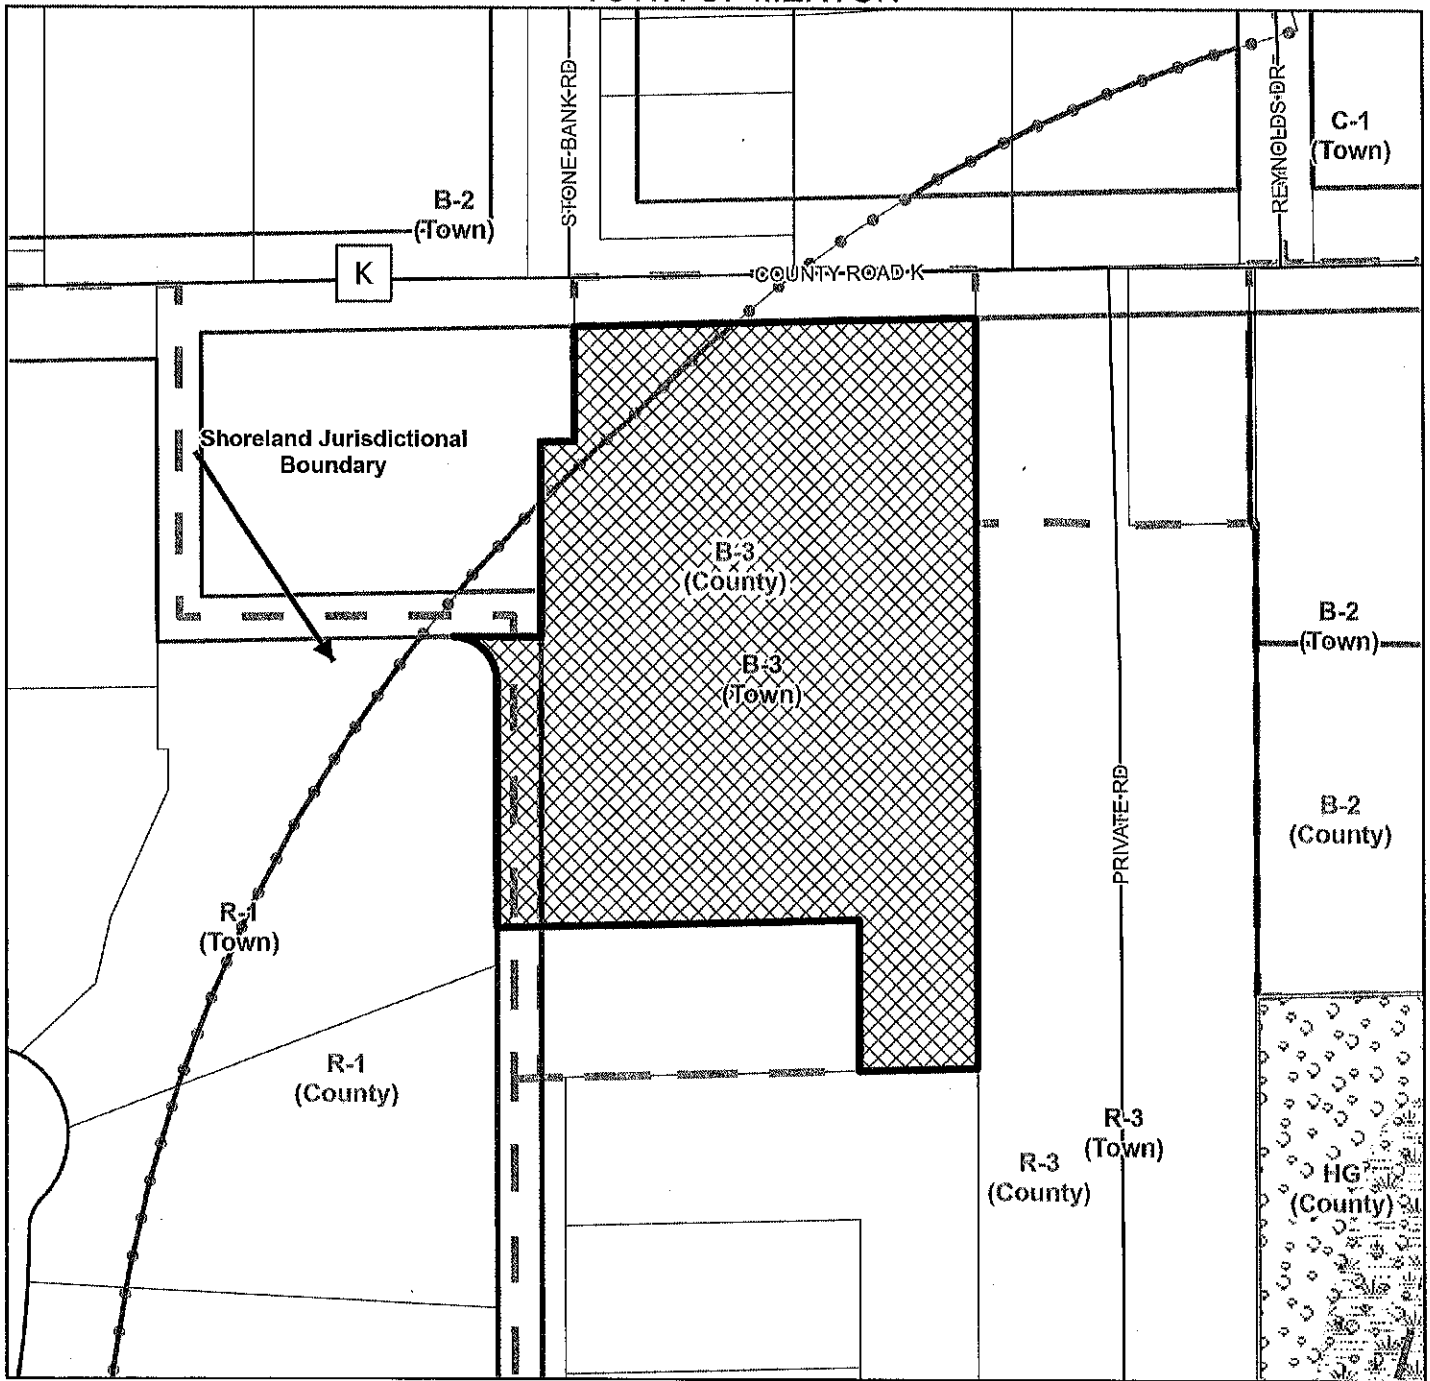 STONE BANK RD
REYNOLDS DR
C-1
(Town)
B-2
(Town)
K
COUNTY ROAD K
Shoreland Jurisdictional
Boundary
B-3
(County)
B-3
(Town)
B-2
(Town)
PRIVATE RD
B-2
(County)
R-1
(Town)
R-1
(County)
R-3
(Town)
R-3
(County)
HG
(County)